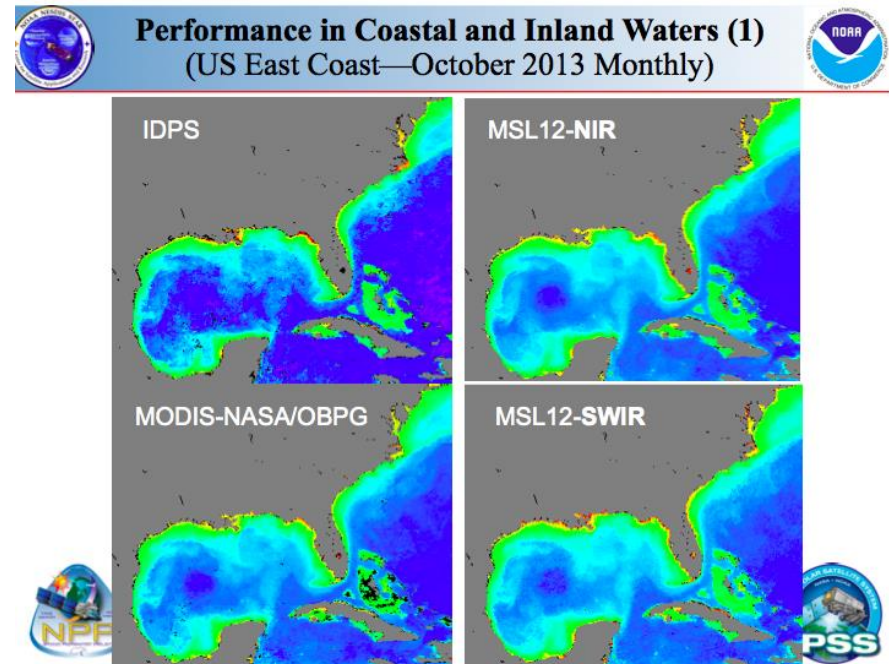 Performance in Coastal and Inland Waters (1)
(US East Coast—October 2013 Monthly)
NOAA
IDPS
MSL12-NIR
MODIS-NASA/OBPG
MSL12-SWIR
NPP
PSS